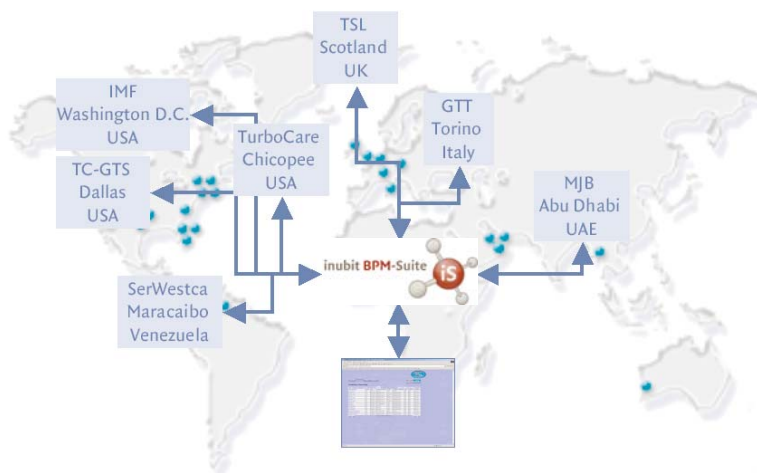 TSL
Scotland
UK
IMF
Washington D.C.
USA
GTT
Torino
Italy
TurboCare
Chicopee
USA
TC-GTS
Dallas
USA
MJB
Abu Dhabi
UAE
inubit BPM-Suite
iS
SerWestca
Maracaibo
Venezuela